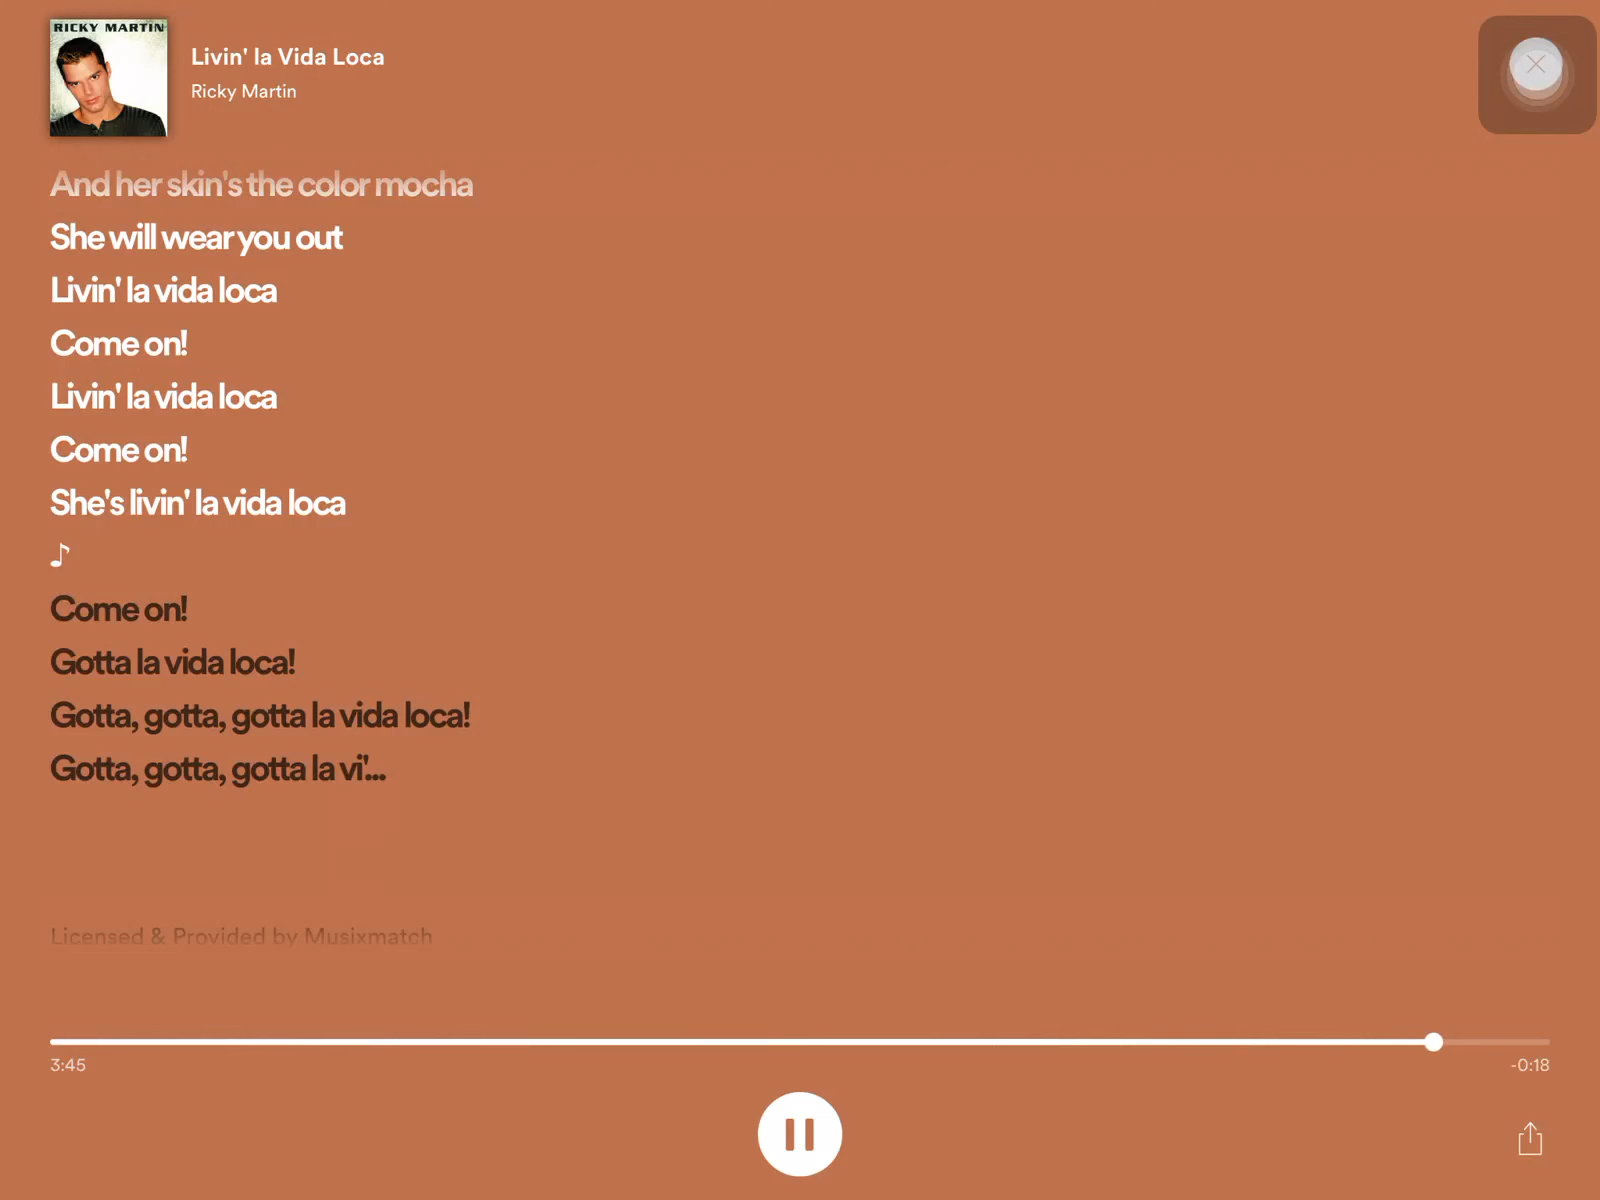 RICKY MARTIN
Livin' la Vida Loca
Ricky Martin
And her skin's the color mocha
She will wear you out
Livin' la vida loca
Come on!
Livin' la vida loca
Come on!
She's livin' la vida loca
♪
Come on!
Gotta la vida loca!
Gotta, gotta, gotta la vida loca!
Gotta, gotta, gotta la vi'...
Licensed & Provided by Musixmatch
3:45
-0:18